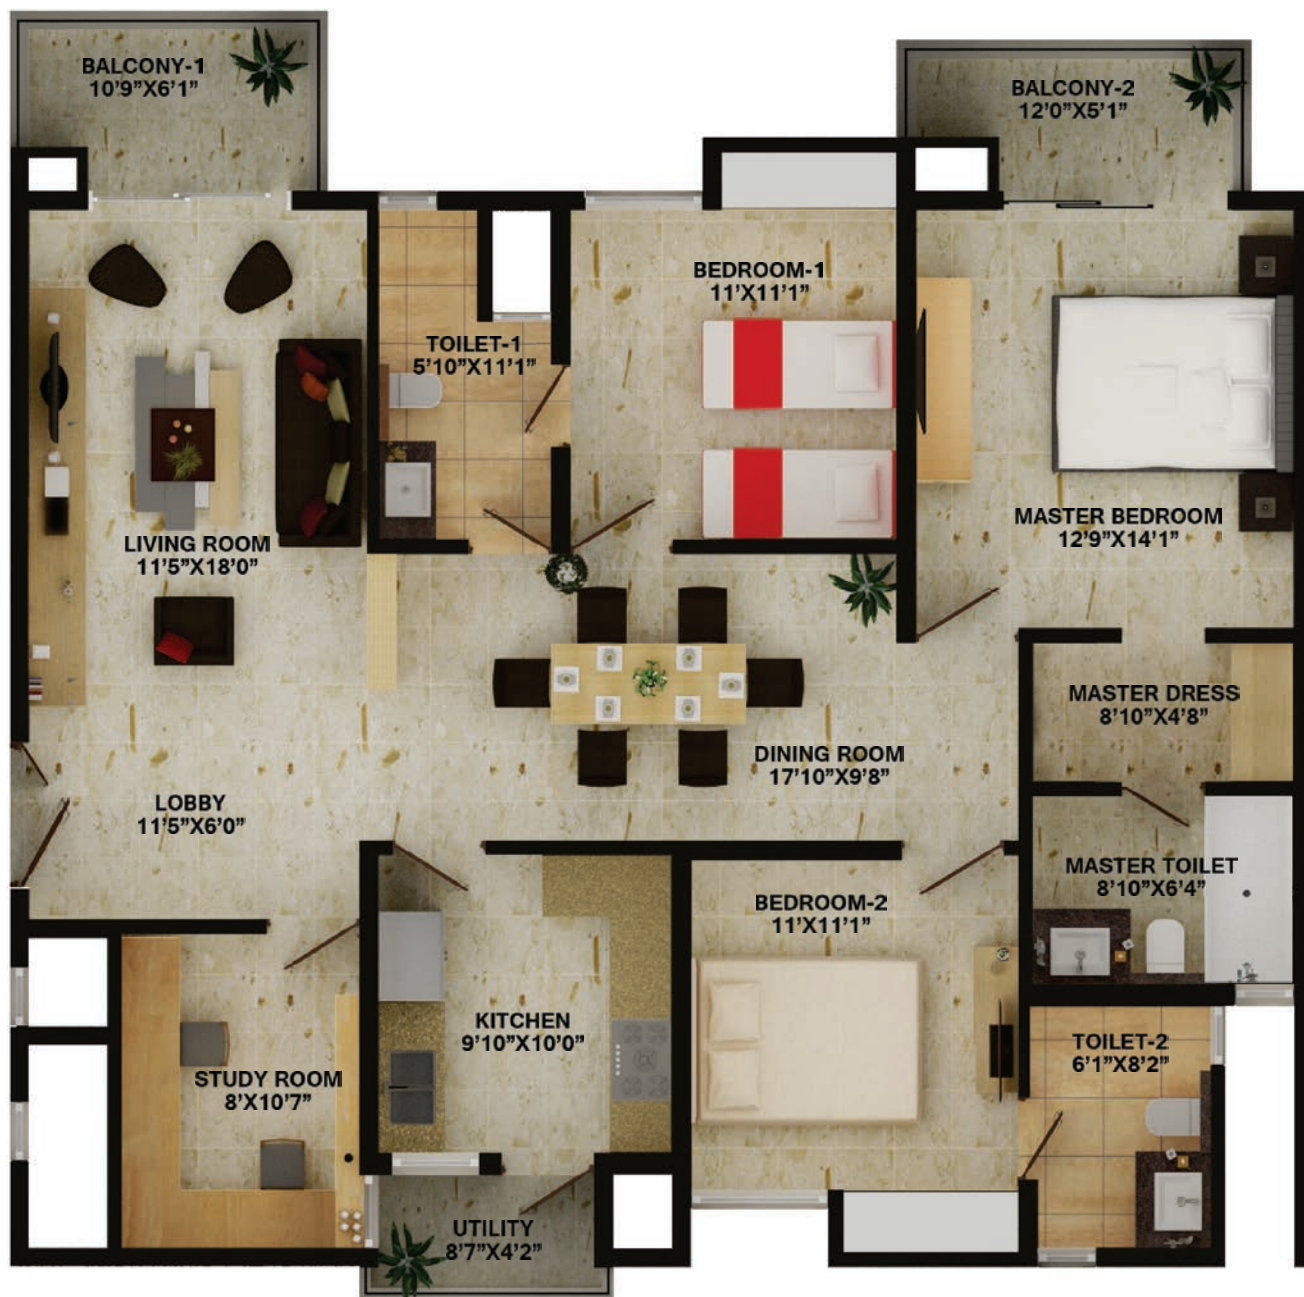 BALCONY-1
10'9"X6'1"
BALCONY-2
12'0"X5'1"
BEDROOM-1
11'X11'1"
TOILET-1
5'10"X11'1"
LIVING ROOM
11'5"X18'0"
MASTER BEDROOM
12'9"X14'1"
MASTER DRESS
8'10"X4'8"
DINING ROOM
17'10"X9'8"
LOBBY
11'5"X6'0"
MASTER TOILET
8'10"X6'4"
BEDROOM-2
11'X11'1"
KITCHEN
9'10"X10'0"
TOILET-2
6'1"X8'2"
STUDY ROOM
8'X10'7"
UTILITY
8'7"X4'2"